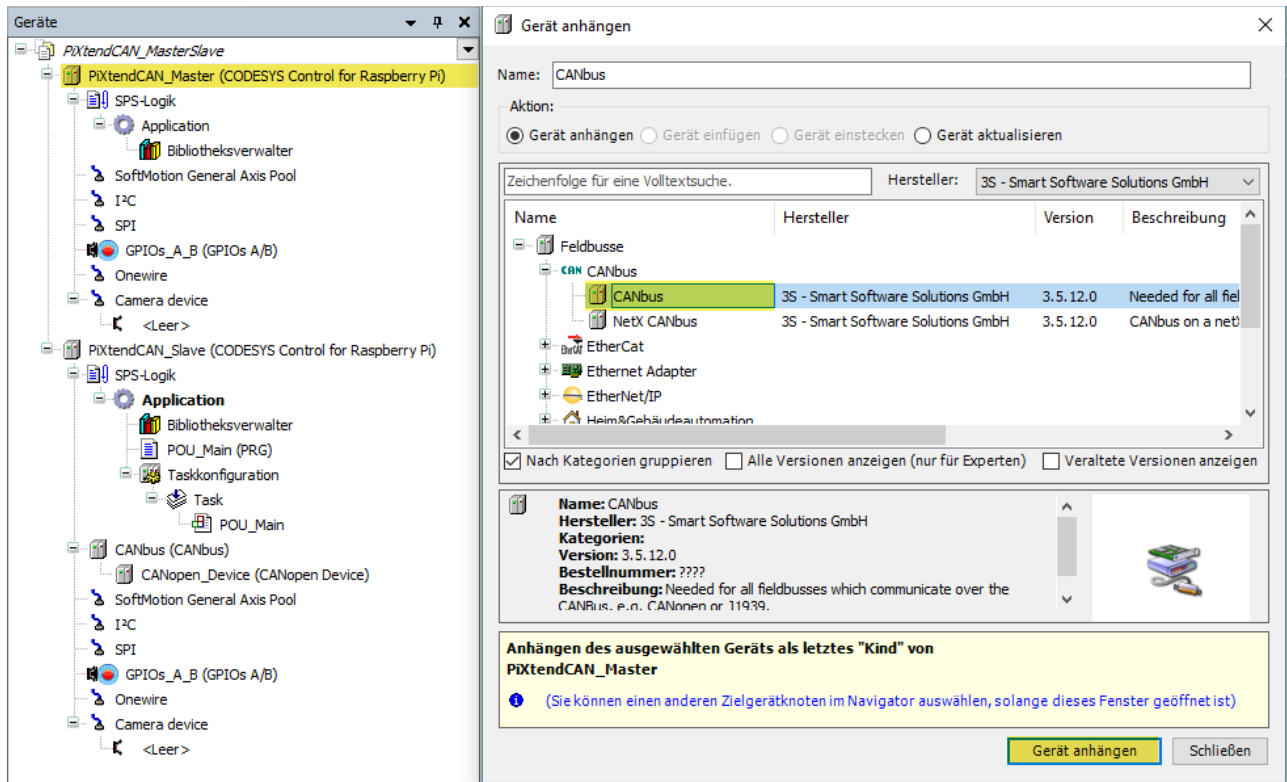 Geräte
PiXtendCAN_MasterSlave
PiXtendCAN_Master (CODESYS Control for Raspberry Pi)
SPS-Logik
Application
Bibliotheksverwalter
SoftMotion General Axis Pool
I²C
SPI
GPIOs_A_B (GPIOs A/B)
Onewire
Camera device
<Leer>
PiXtendCAN_Slave (CODESYS Control for Raspberry Pi)
SPS-Logik
Application
Bibliotheksverwalter
POU_Main (PRG)
Taskkonfiguration
Task
POU_Main
CANbus (CANbus)
CANopen_Device (CANopen Device)
SoftMotion General Axis Pool
I²C
SPI
GPIOs_A_B (GPIOs A/B)
Onewire
Camera device
<Leer>
Gerät anhängen
Name: CANbus
Aktion:
Gerät anhängen Gerät einfügen Gerät einstecken Gerät aktualisieren
Zeichenfolge für eine Volltextsuche. Hersteller: 3S - Smart Software Solutions GmbH
Name Hersteller Version Beschreibung
Feldbusse
CAN CANbus
CANbus 3S - Smart Software Solutions GmbH 3.5.12.0 Needed for all fiel
NetX CANbus 3S - Smart Software Solutions GmbH 3.5.12.0 CANbus on a net
EtherCAT EtherCat
Ethernet Adapter
EtherNet/IP
Heim&Gebäudeautomation
Nach Kategorien gruppieren Alle Versionen anzeigen (nur für Experten) Veraltete Versionen anzeigen
Name: CANbus
Hersteller: 3S - Smart Software Solutions GmbH
Kategorien:
Version: 3.5.12.0
Bestellnummer: ????
Beschreibung: Needed for all fieldbusses which communicate over the
CANBus, e.g. CANopen or J1939.
Anhängen des ausgewählten Geräts als letztes "Kind" von
PiXtendCAN_Master
(Sie können einen anderen Zielgeräteknoten im Navigator auswählen, solange dieses Fenster geöffnet ist)
Gerät anhängen Schließen